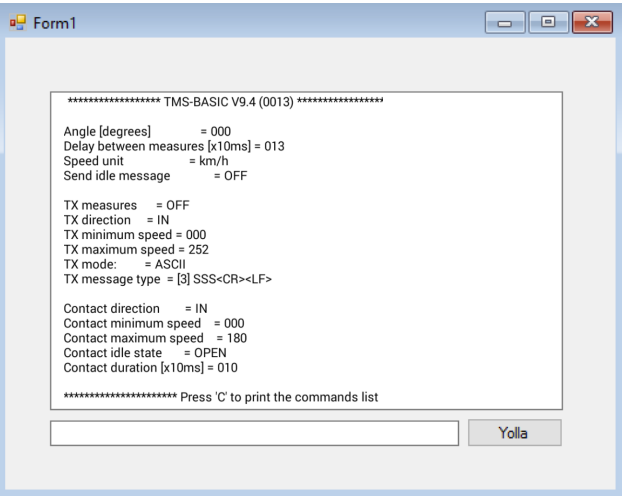 Form1
****************** TMS-BASIC V9.4 (0013) *****************
Angle [degrees] = 000
Delay between measures [x10ms] = 013
Speed unit = km/h
Send idle message = OFF
TX measures = OFF
TX direction = IN
TX minimum speed = 000
TX maximum speed = 252
TX mode: = ASCII
TX message type = [3] SSS<CR><LF>
Contact direction = IN
Contact minimum speed = 000
Contact maximum speed = 180
Contact idle state = OPEN
Contact duration [x10ms] = 010
********************** Press 'C' to print the commands list
Yolla